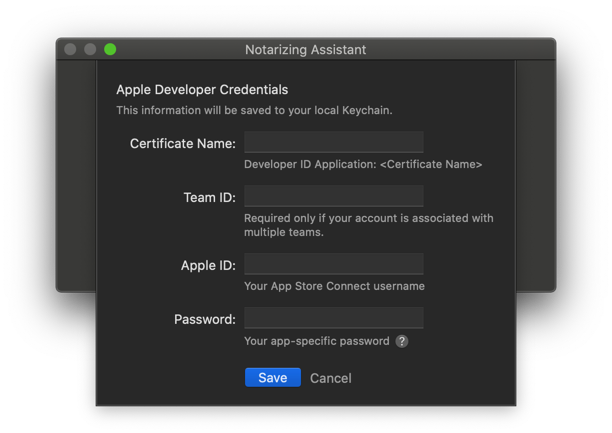 Notarizing Assistant
Apple Developer Credentials
This information will be saved to your local Keychain.
Certificate Name:
Developer ID Application: <Certificate Name>
Team ID:
Required only if your account is associated with
multiple teams.
Apple ID:
Your App Store Connect username
Password:
Your app-specific password ?
Save Cancel